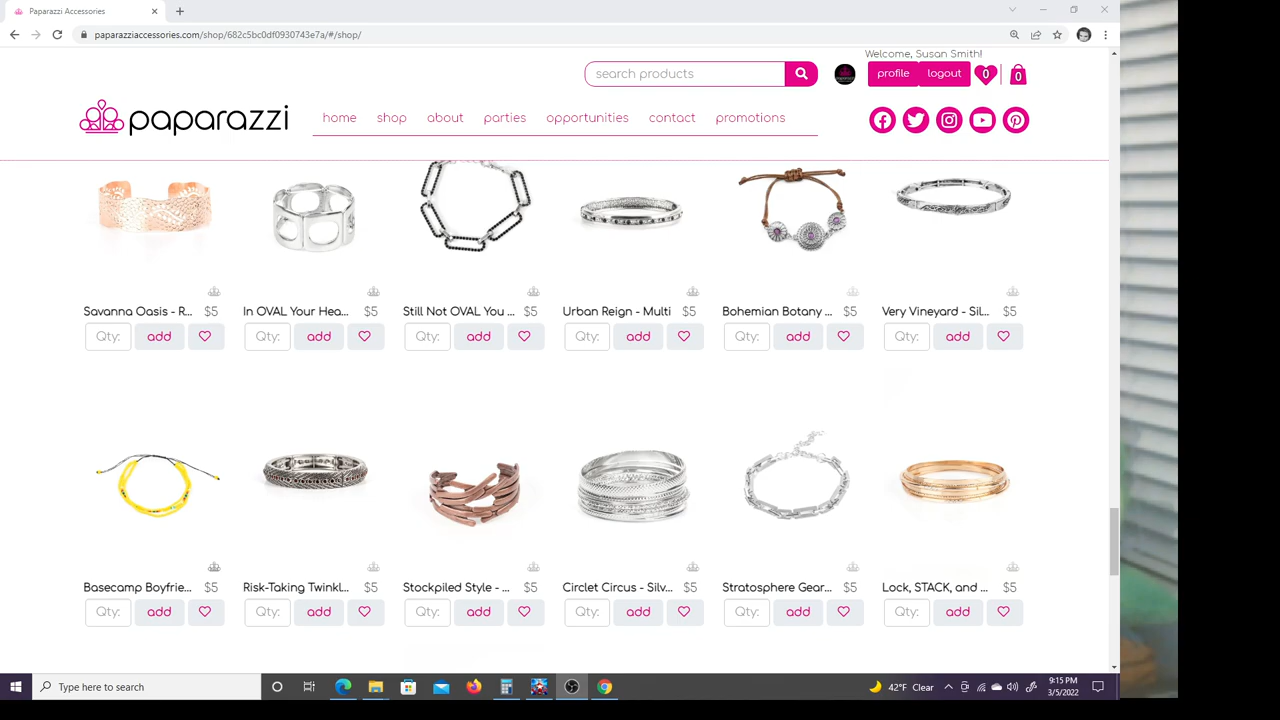 Paparazzi Accessories
paparazziaccessories.com/shop/682c5bc0df0930743e7a/#/shop/
Welcome, Susan Smith!
search products
profile
logout
0
0
paparazzi
home
shop
about
parties
opportunities
contact
promotions
Savanna Oasis - R... $5
In OVAL Your Hea... $5
Still Not OVAL You ... $5
Urban Reign - Multi $5
Bohemian Botany ... $5
Very Vineyard - Sil... $5
Qty: add
Qty: add
Qty: add
Qty: add
Qty: add
Qty: add
Basecamp Boyfrie... $5
Risk-Taking Twinkl... $5
Stockpiled Style - ... $5
Circlet Circus - Silv... $5
Stratosphere Gear... $5
Lock, STACK, and ... $5
Qty: add
Qty: add
Qty: add
Qty: add
Qty: add
Qty: add
Type here to search
42°F Clear
9:15 PM
3/5/2022